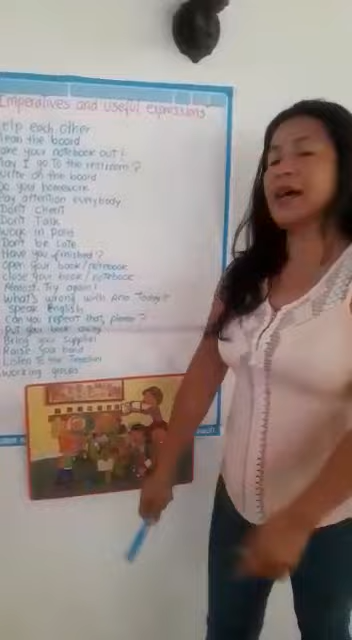 Imperatives and useful expressions
Help each other
Clean the board
Take your notebook out!
May I go to the restroom?
Write on the board
Do your homework
Pay attention everybody
Don't cheat
Don't Talk
Work in pairs
Don't be late
Have you finished?
Open your book/notebook
Close your book/notebook
Almost. Try again!
What's wrong with you Today?
Speak English
Can you repeat that, please?
Put your book away
Bring your supplies
Raise your hand
Listen to the Teacher
Working groups